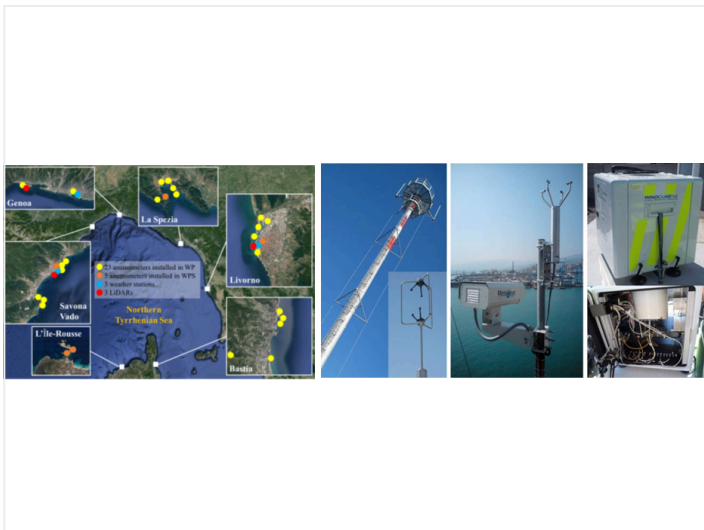 Genoa
La Spezia
Livorno
Savona
Vado
23 anemometers installed in WP
5 anemometers installed in WPS
3 weather stations
3 LiDARs
Northern
Tyrrhenian Sea
L'Île-Rousse
Bastia